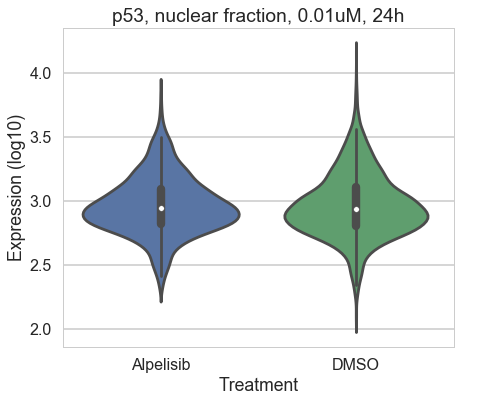 p53, nuclear fraction, 0.01uM, 24h
Expression (log10)
4.0
3.5
3.0
2.5
2.0
Alpelisib
DMSO
Treatment